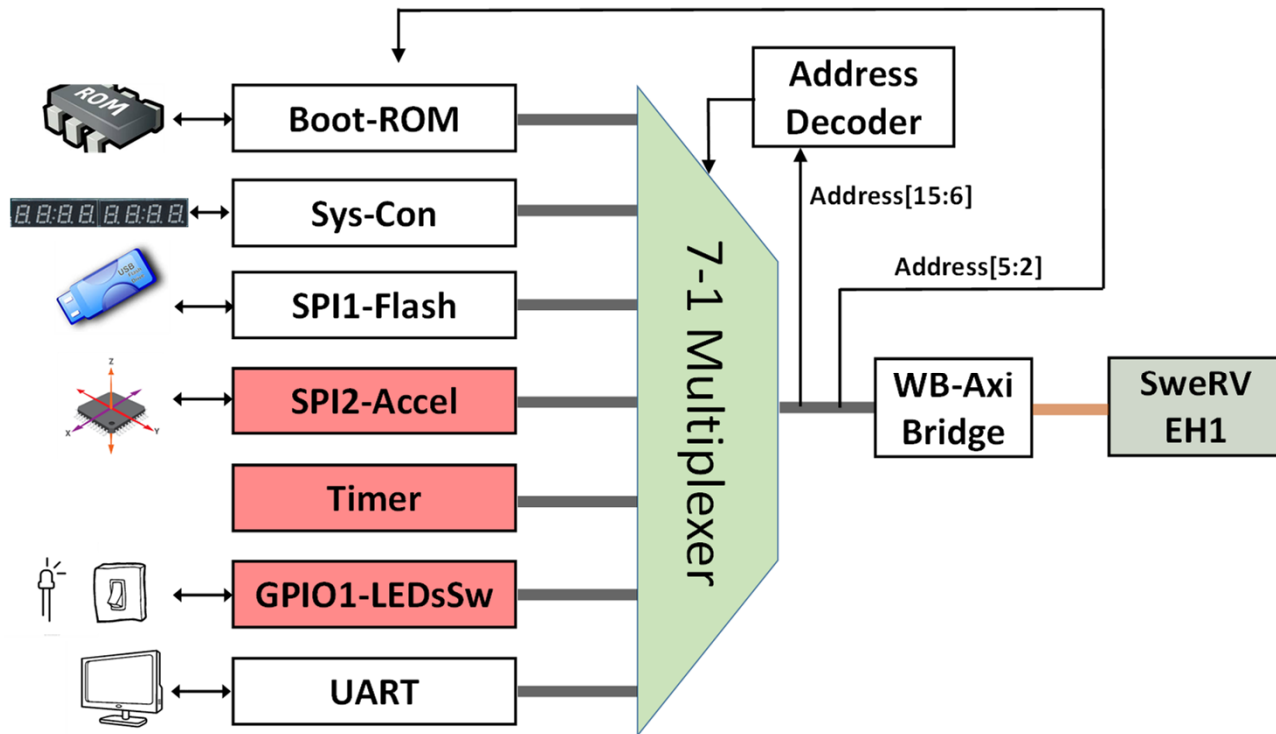 ROM
Boot-ROM
Address
Decoder
Address[15:6]
Sys-Con
Address[5:2]
USB
SPI1-Flash
7-1 Multiplexer
Z
X
Y
SPI2-Accel
WB-Axi
Bridge
SweRV
EH1
Timer
GPIO1-LEDsSw
UART